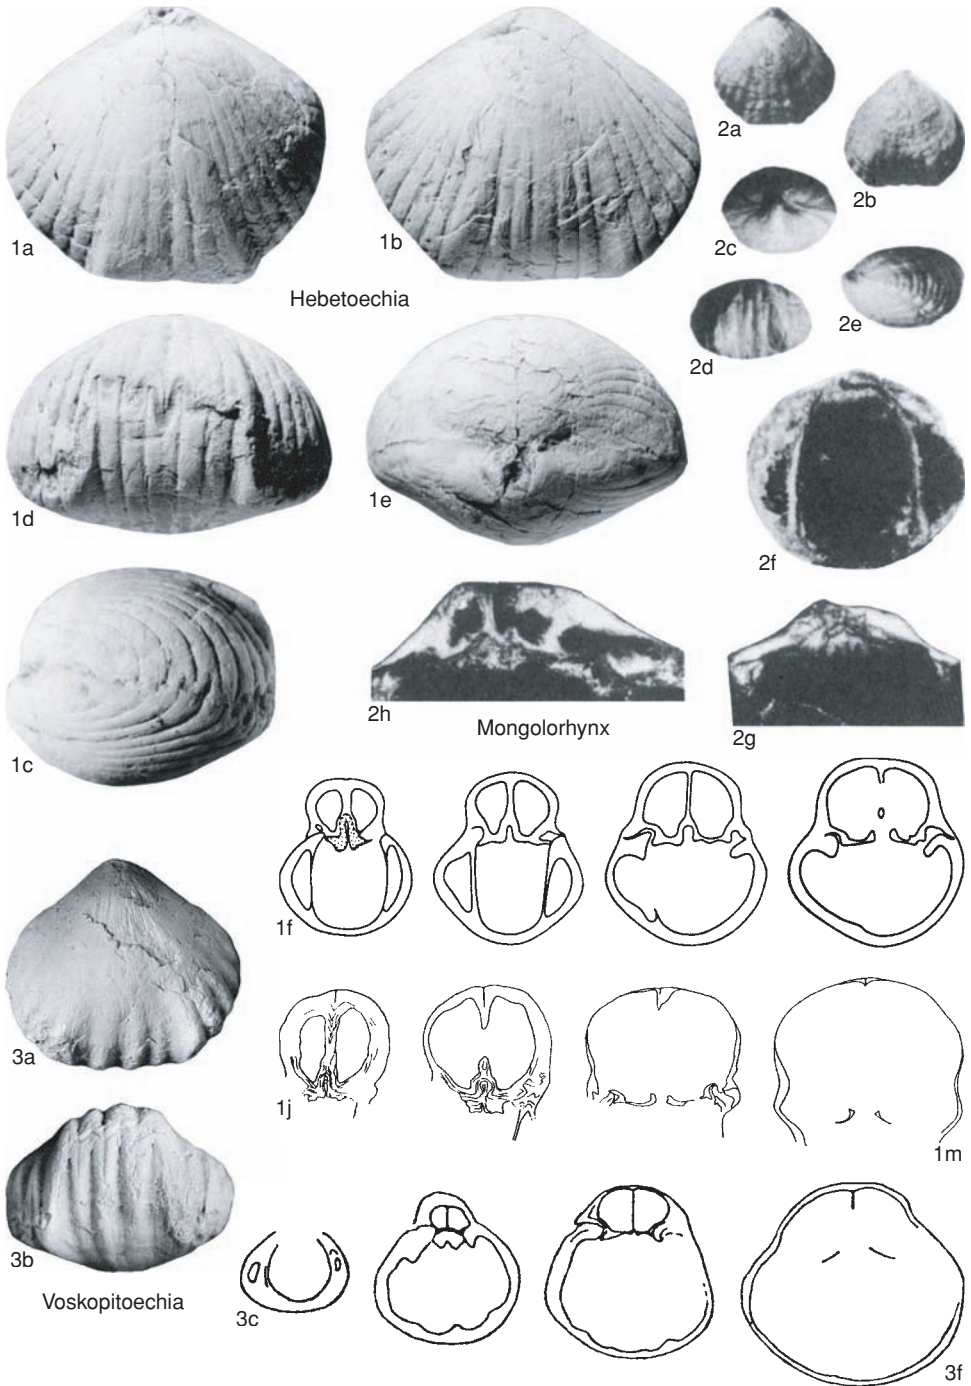 1a
1b
2a
2b
2c
Hebetoechia
2e
2d
1d
1e
2f
2h
Mongolorhynx
2g
1c
1f
3a
1j
1m
3b
Voskopitoechia
3c
3f